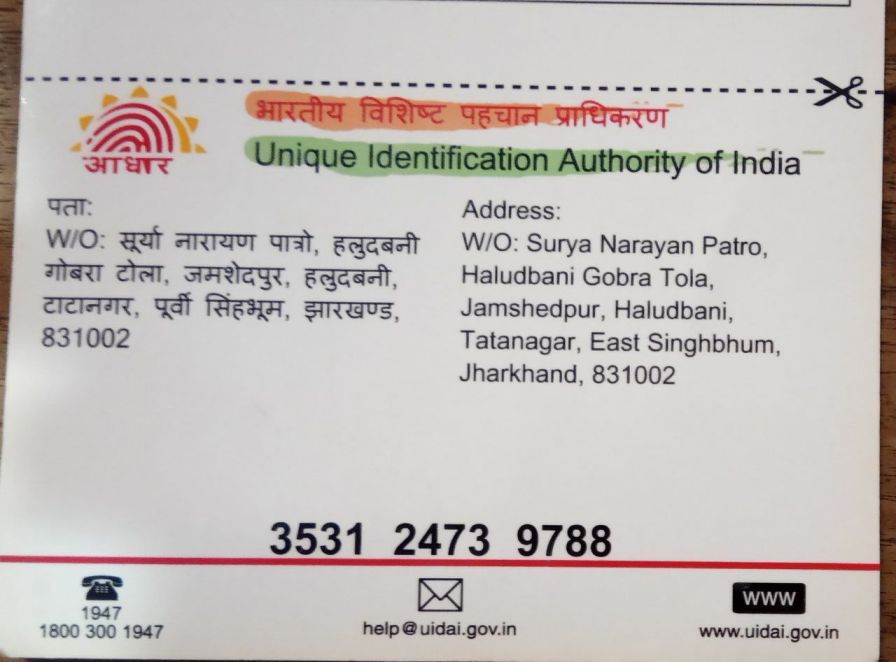 भारतीय विशिष्ट पहचान प्राधिकरण
आधार
Unique Identification Authority of India
पता:
W/O: सूर्या नारायण पात्रो, हलुदबनी
गोबरा टोला, जमशेदपुर, हलुदबनी,
टाटानगर, पूर्वी सिंहभूम, झारखण्ड,
831002
Address:
W/O: Surya Narayan Patro,
Haludbani Gobra Tola,
Jamshedpur, Haludbani,
Tatanagar, East Singhbhum,
Jharkhand, 831002
3531 2473 9788
1947
1800 300 1947
help@uidai.gov.in
www
www.uidai.gov.in